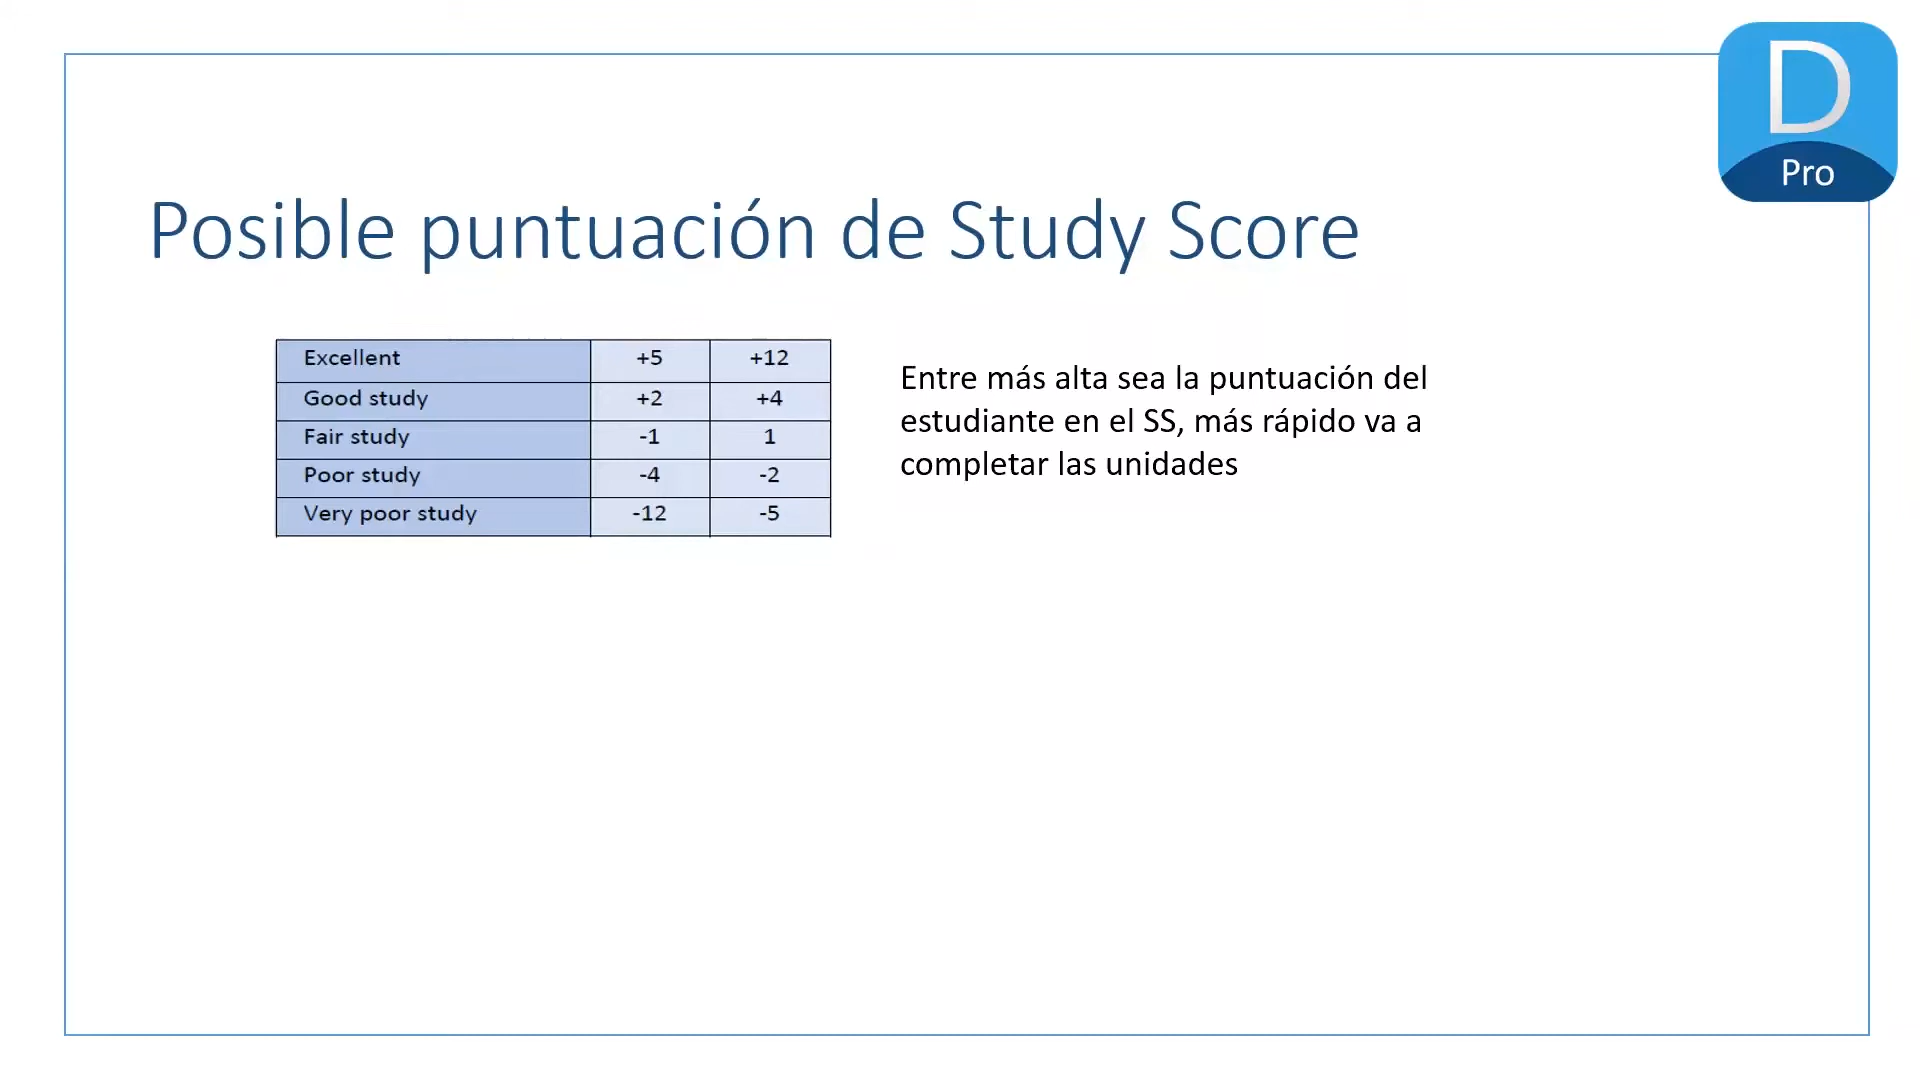 D
Pro
Posible puntuación de Study Score
Excellent +5 +12
Good study +2 +4
Fair study -1 1
Poor study -4 -2
Very poor study -12 -5
Entre más alta sea la puntuación del
estudiante en el SS, más rápido va a
completar las unidades